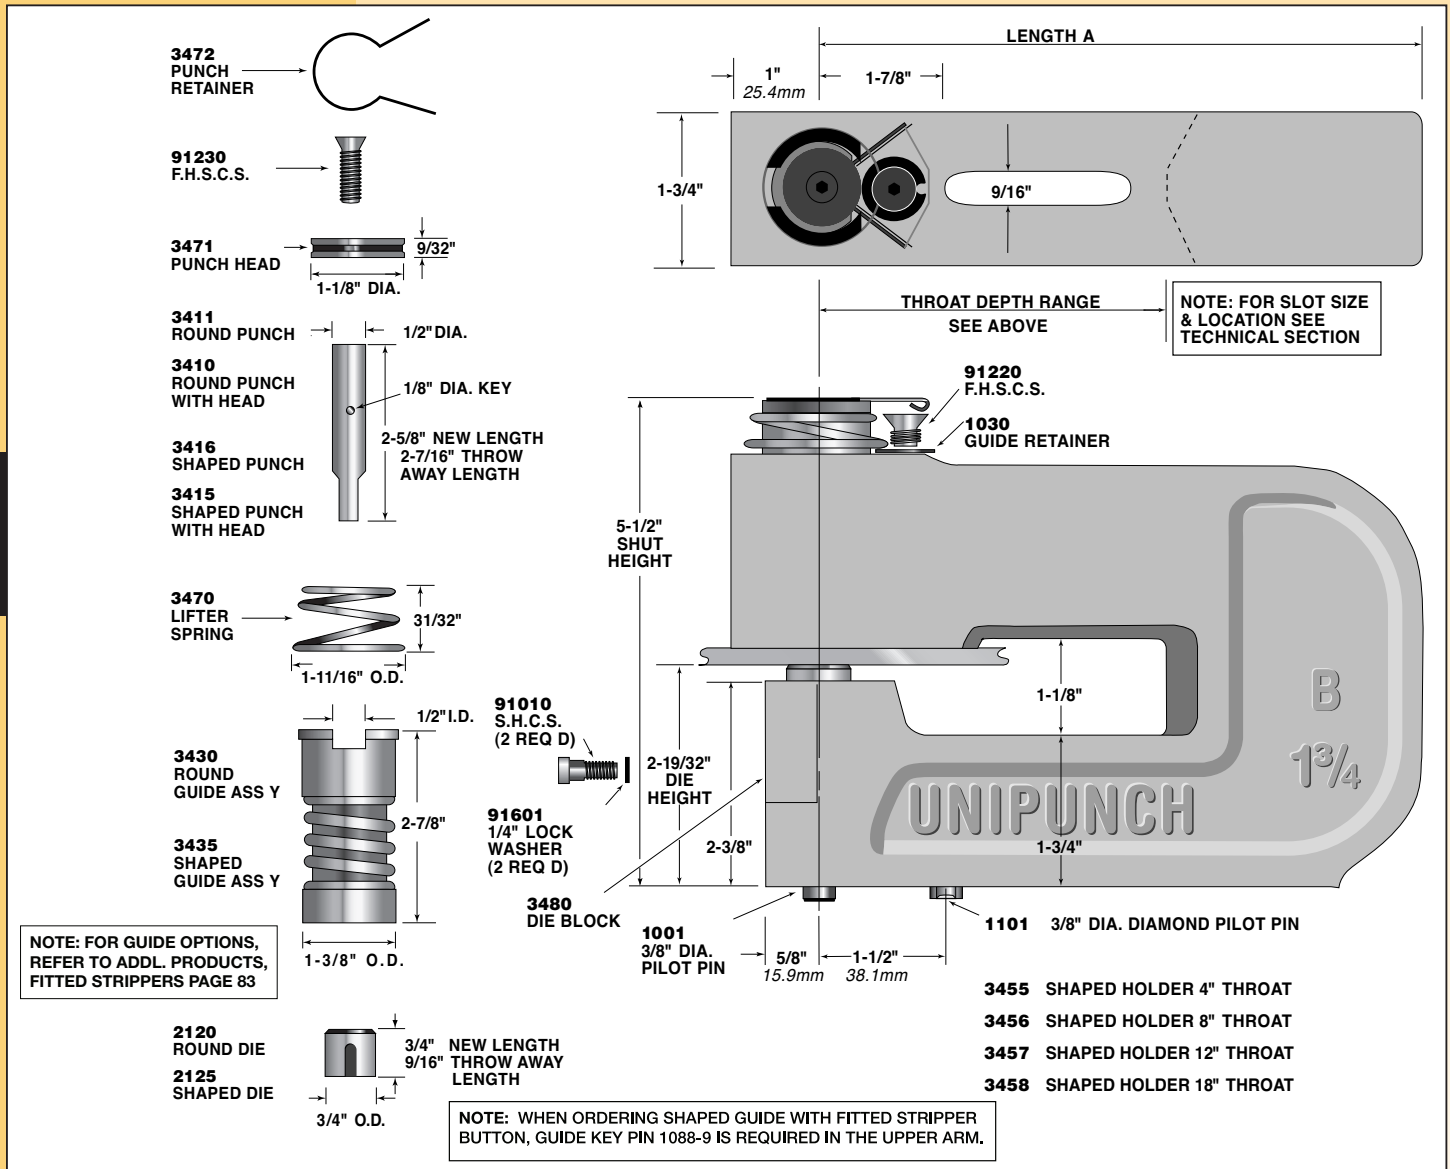 3472
PUNCH
RETAINER
91230
F.H.S.C.S.
3471
PUNCH HEAD
9/32"
1-1/8" DIA.
3411
ROUND PUNCH
1/2" DIA.
3410
ROUND PUNCH
WITH HEAD
1/8" DIA. KEY
3416
SHAPED PUNCH
2-5/8" NEW LENGTH
2-7/16" THROW
AWAY LENGTH
3415
SHAPED PUNCH
WITH HEAD
3470
LIFTER
SPRING
31/32"
1-11/16" O.D.
1/2" I.D.
3430
ROUND
GUIDE ASS Y
2-7/8"
3435
SHAPED
GUIDE ASS Y
1-3/8" O.D.
NOTE: FOR GUIDE OPTIONS,
REFER TO ADDL. PRODUCTS,
FITTED STRIPPERS PAGE 83
2120
ROUND DIE
2125
SHAPED DIE
3/4" NEW LENGTH
9/16" THROW AWAY
LENGTH
3/4" O.D.
LENGTH A
1"
25.4mm
1-7/8"
1-3/4"
9/16"
THROAT DEPTH RANGE
SEE ABOVE
NOTE: FOR SLOT SIZE
& LOCATION SEE
TECHNICAL SECTION
91220
F.H.S.C.S.
1030
GUIDE RETAINER
5-1/2"
SHUT
HEIGHT
91010
S.H.C.S.
(2 REQ D)
91601
1/4" LOCK
WASHER
(2 REQ D)
2-19/32"
DIE
HEIGHT
2-3/8"
1-1/8"
1-3/4"
UNIPUNCH
B
1¾
3480
DIE BLOCK
1001
3/8" DIA.
PILOT PIN
5/8"
15.9mm
1-1/2"
38.1mm
1101 3/8" DIA. DIAMOND PILOT PIN
3455 SHAPED HOLDER 4" THROAT
3456 SHAPED HOLDER 8" THROAT
3457 SHAPED HOLDER 12" THROAT
3458 SHAPED HOLDER 18" THROAT
NOTE: WHEN ORDERING SHAPED GUIDE WITH FITTED STRIPPER
BUTTON, GUIDE KEY PIN 1088-9 IS REQUIRED IN THE UPPER ARM.